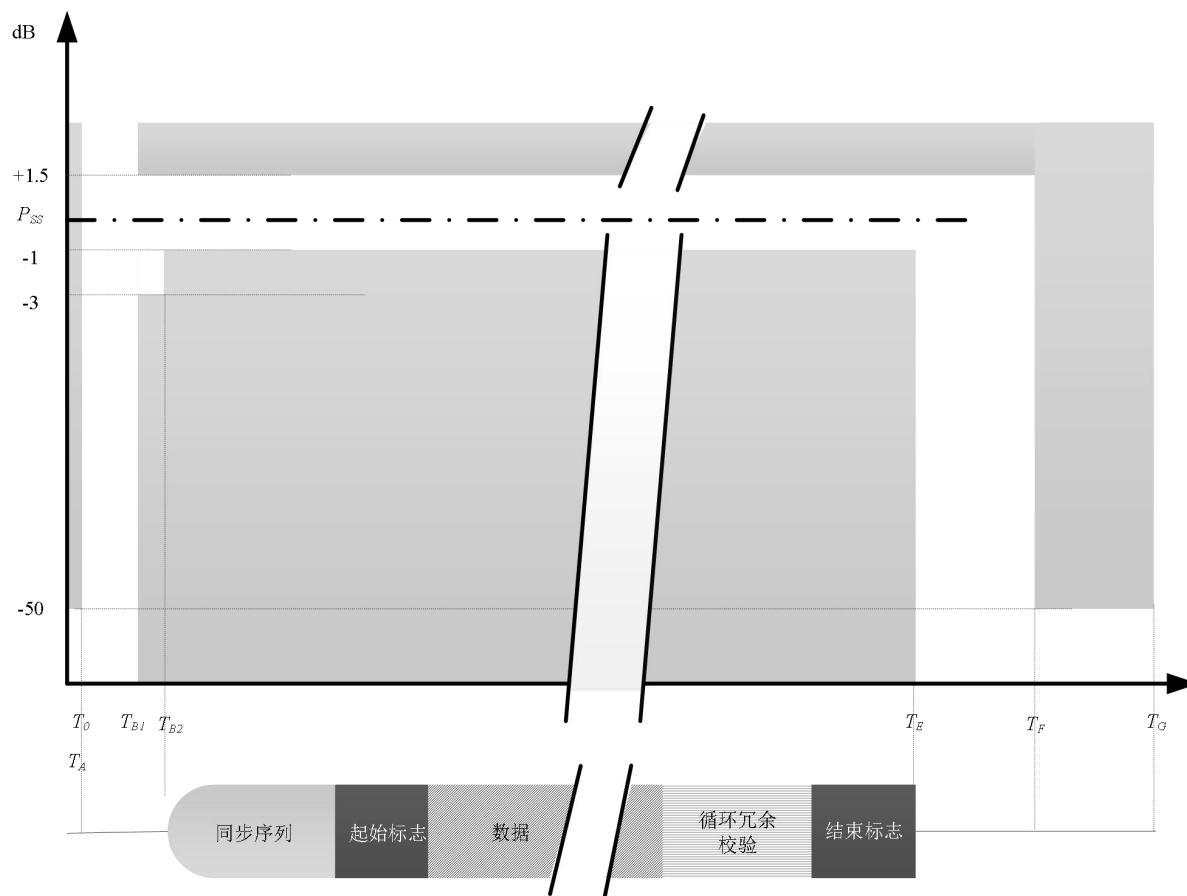 dB
+1.5
P_SS
-1
-3
-50
T_0
T_B1
T_B2
T_E
T_F
T_G
T_A
同步序列
起始标志
数据
循环冗余
校验
结束标志